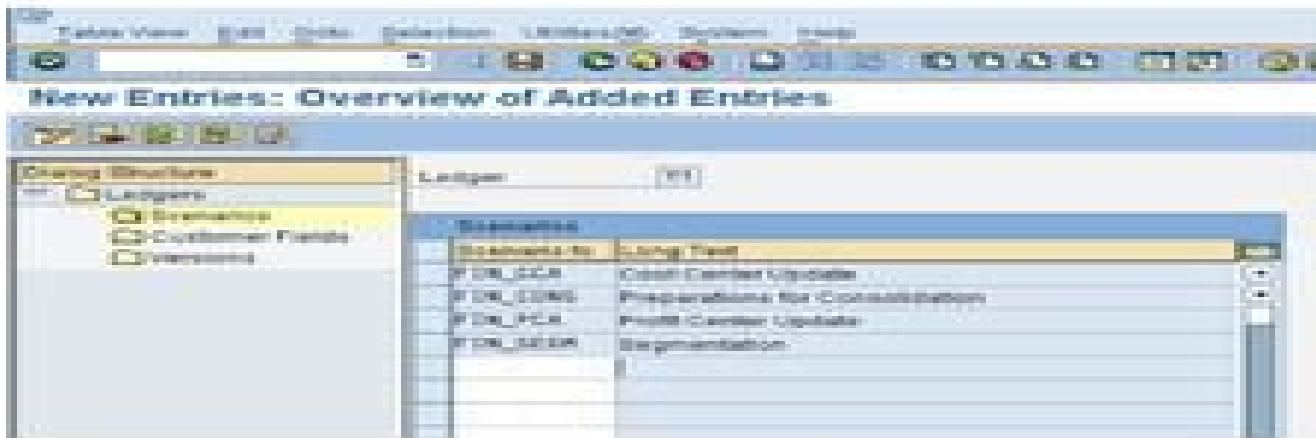 Table View Edit Goto Selection Utilities(M) System Help
New Entries: Overview of Added Entries
Dialog Structure
Ledgers
Scenarios
Customer Fields
Versions
Ledger
Scenarios
Long Text
FIN_CCA Cost Center Update
FIN_CONS Preparations for Consolidation
FIN_PCA Profit Center Update
FIN_SEGM Segmentation